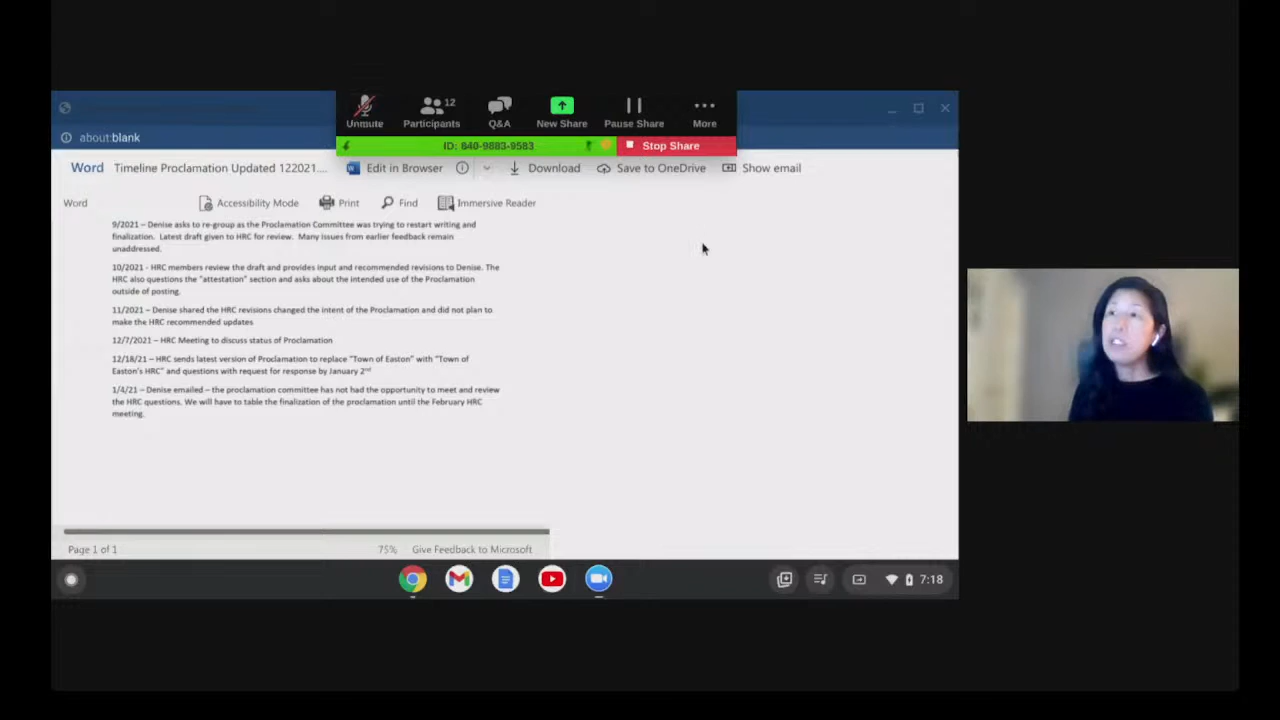 12
Unmute
Participants
Q&A
New Share
Pause Share
More
about:blank
ID: 840-9883-9583
Stop Share
Word
Timeline Proclamation Updated 122021...
Edit in Browser
Download
Save to OneDrive
Show email
Word
Accessibility Mode
Print
Find
Immersive Reader
9/2021 – Denise asks to re-group as the Proclamation Committee was trying to restart writing and
finalization. Latest draft given to HRC for review. Many issues from earlier feedback remain
unaddressed.
10/2021 - HRC members review the draft and provides input and recommended revisions to Denise. The
HRC also questions the "attestation" section and asks about the intended use of the Proclamation
outside of posting.
11/2021 – Denise shared the HRC revisions changed the intent of the Proclamation and did not plan to
make the HRC recommended updates
12/7/2021 – HRC Meeting to discuss status of Proclamation
12/18/21 – HRC sends latest version of Proclamation to replace "Town of Easton" with "Town of
Easton's HRC" and questions with request for response by January 2nd
1/4/21 – Denise emailed – the proclamation committee has not had the opportunity to meet and review
the HRC questions. We will have to table the finalization of the proclamation until the February HRC
meeting.
Page 1 of 1
75%
Give Feedback to Microsoft
7:18